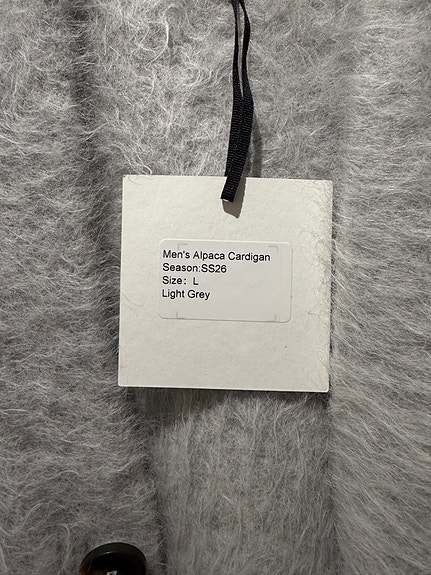 Men's Alpaca Cardigan
Season:SS26
Size: L
Light Grey